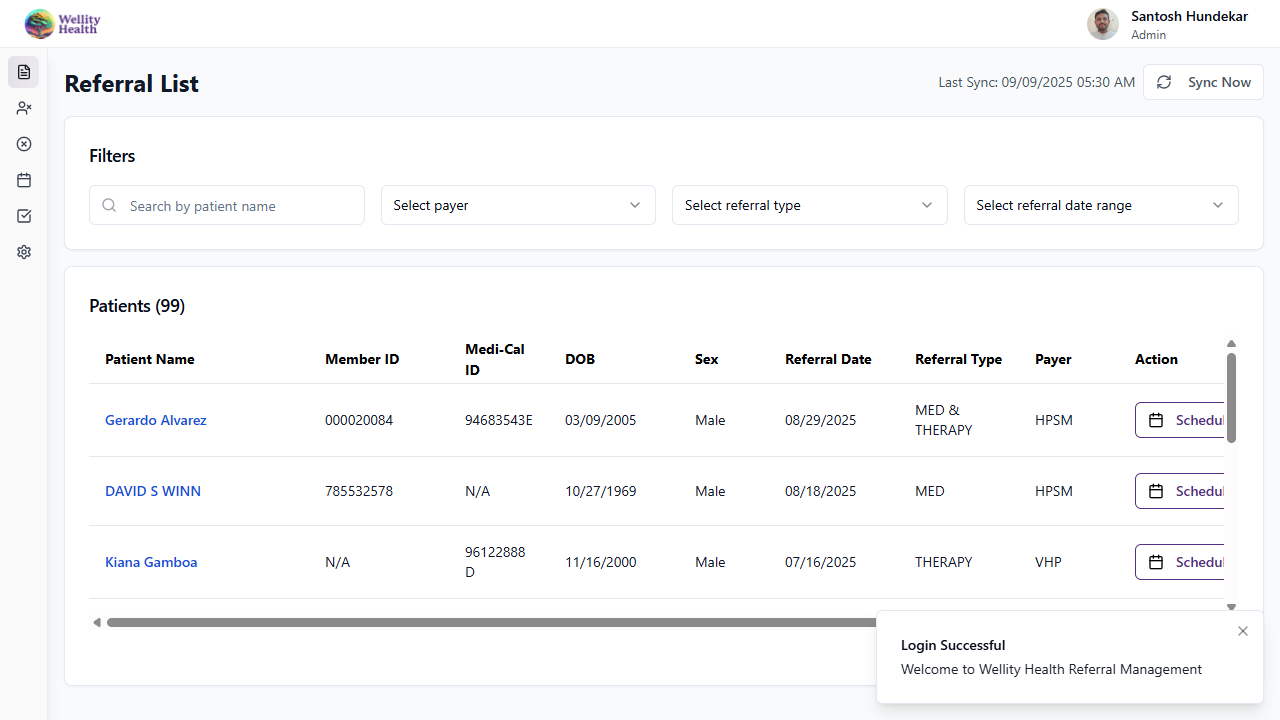 Wellity
Health
Santosh Hundekar
Admin
Referral List
Last Sync: 09/09/2025 05:30 AM
Sync Now
Filters
Search by patient name
Select payer
Select referral type
Select referral date range
Patients (99)
Patient Name Member ID Medi-Cal ID DOB Sex Referral Date Referral Type Payer Action
Gerardo Alvarez 000020084 94683543E 03/09/2005 Male 08/29/2025 MED & THERAPY HPSM Schedul
DAVID S WINN 785532578 N/A 10/27/1969 Male 08/18/2025 MED HPSM Schedul
Kiana Gamboa N/A 96122888D 11/16/2000 Male 07/16/2025 THERAPY VHP Schedul
Login Successful
Welcome to Wellity Health Referral Management